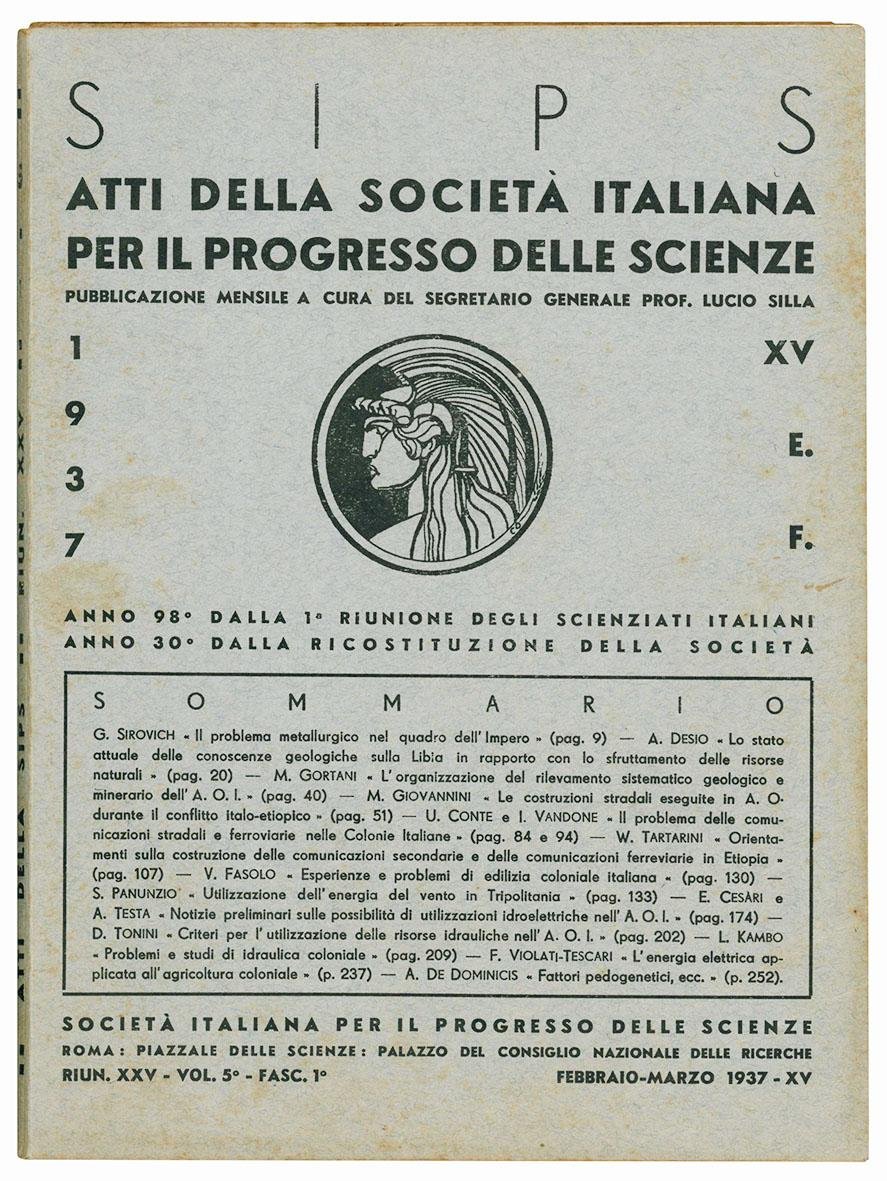 S I P S
ATTI DELLA SOCIETÀ ITALIANA
PER IL PROGRESSO DELLE SCIENZE
PUBBLICAZIONE MENSILE A CURA DEL SEGRETARIO GENERALE PROF. LUCIO SILLA
1 XV
9
E.
3
F.
7
ANNO 98° DALLA 1ª RIUNIONE DEGLI SCIENZIATI ITALIANI
ANNO 30° DALLA RICOSTITUZIONE DELLA SOCIETÀ
SOMMARIO
G. SIROVICH « Il problema metallurgico nel quadro dell'Impero » (pag. 9) — A. DESIO « Lo stato
attuale delle conoscenze geologiche sulla Libia in rapporto con lo sfruttamento delle risorse
naturali » (pag. 20) — M. GORTANI « L'organizzazione del rilevamento sistematico geologico e
minerario dell'A. O. I. » (pag. 40) — M. GIOVANNINI « Le costruzioni stradali eseguite in A. O.
durante il conflitto italo-etiopico » (pag. 51) — U. CONTE e I. VANDONE « Il problema delle comu-
nicazioni stradali e ferroviarie nelle Colonie Italiane » (pag. 84 e 94) — W. TARTARINI « Orienta-
menti sulla costruzione delle comunicazioni secondarie e delle comunicazioni ferreviarie in Etiopia »
(pag. 107) — V. FASOLO « Esperienze e problemi di edilizia coloniale italiana « (pag. 130) —
S. PANUNZIO « Utilizzazione dell'energia del vento in Tripolitania » (pag. 133) — E. CESÀRI e
A. TESTA « Notizie preliminari sulle possibilità di utilizzazioni idroelettriche nell'A. O. I. » (pag. 174) —
D. TONINI « Criteri per l'utilizzazione delle risorse idrauliche nell'A. O. I. » (pag. 202) — L. KAMBO
« Problemi e studi di idraulica coloniale » (pag. 209) — F. VIOLATI-TESCARI « L'energia elettrica ap-
plicata all'agricoltura coloniale » (p. 237) — A. DE DOMINICIS « Fattori pedogenetici, ecc. » (p. 252).
SOCIETÀ ITALIANA PER IL PROGRESSO DELLE SCIENZE
ROMA: PIAZZALE DELLE SCIENZE: PALAZZO DEL CONSIGLIO NAZIONALE DELLE RICERCHE
RIUN. XXV - VOL. 5° - FASC. 1° FEBBRAIO-MARZO 1937 - XV
ATTI DELLA SIPS -- RIUN. XXV